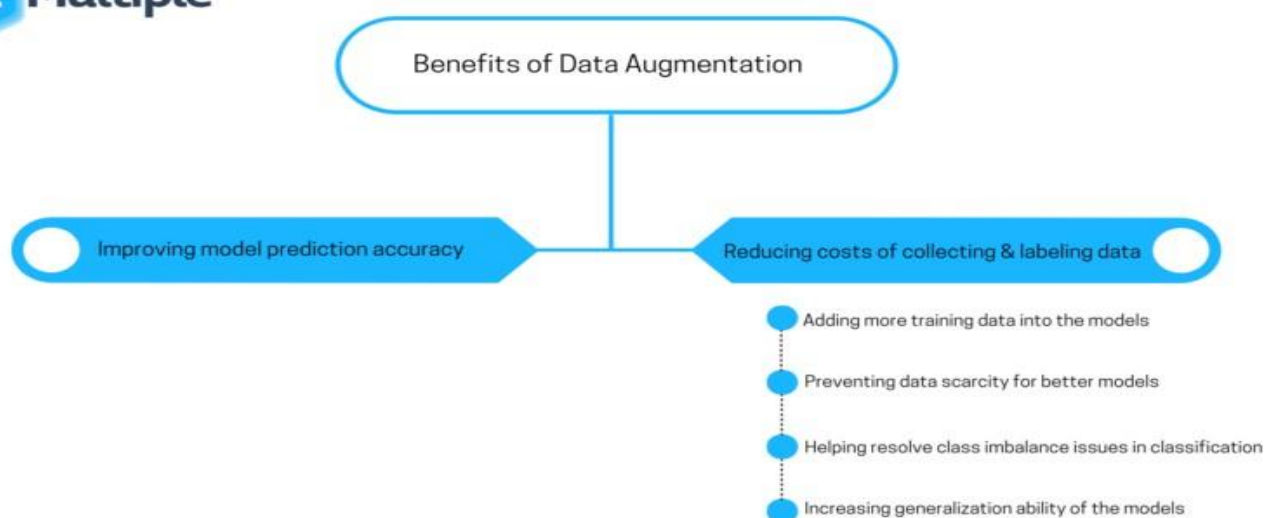 Multiple
Benefits of Data Augmentation
Improving model prediction accuracy
Reducing costs of collecting & labeling data
Adding more training data into the models
Preventing data scarcity for better models
Helping resolve class imbalance issues in classification
Increasing generalization ability of the models